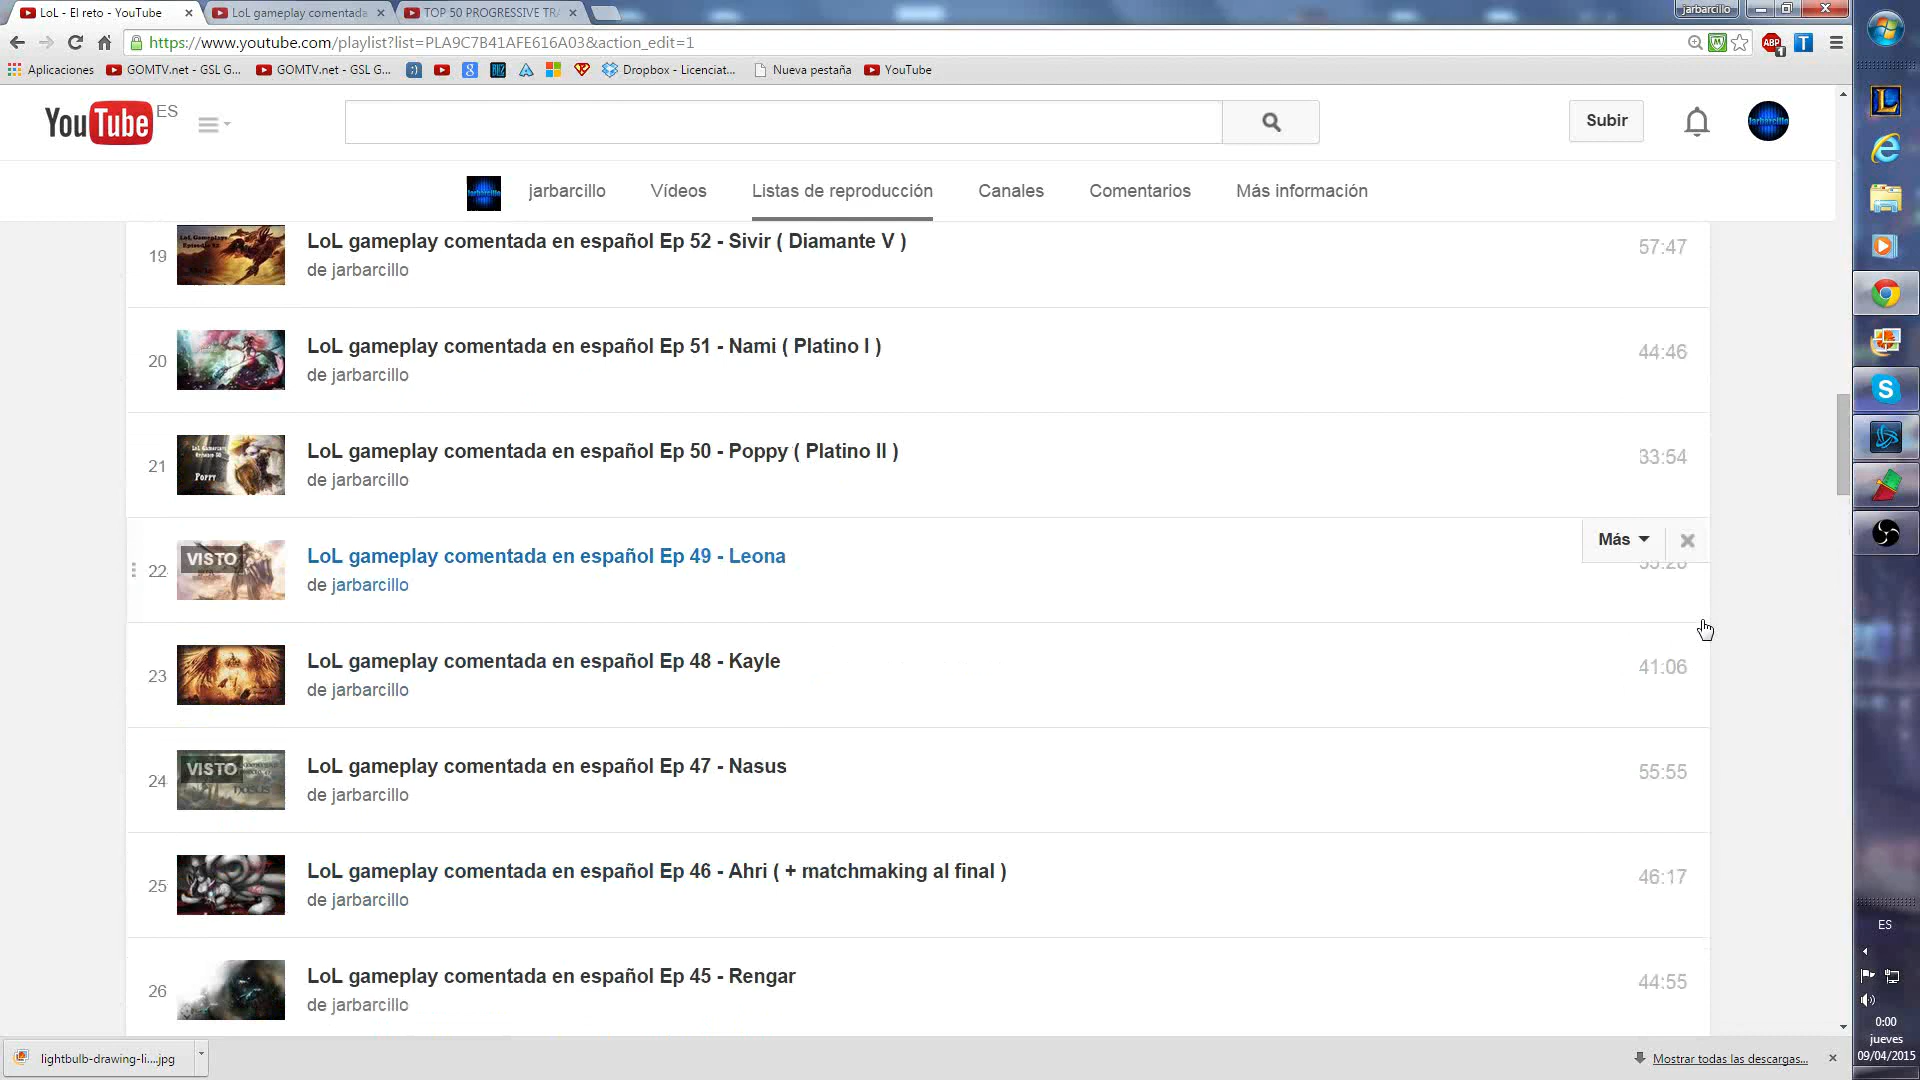 LoL - El reto - YouTube
LoL gameplay comentada
TOP 50 PROGRESSIVE TRA
jarbarcillo
https://www.youtube.com/playlist?list=PLA9C7B41AFE616A03&action_edit=1
Aplicaciones
GOMTV.net - GSL G...
GOMTV.net - GSL G...
Dropbox - Licenciat...
Nueva pestaña
YouTube
YouTube ES
Subir
jarbarcillo
Vídeos
Listas de reproducción
Canales
Comentarios
Más información
19
LoL gameplay comentada en español Ep 52 - Sivir ( Diamante V )
57:47
de jarbarcillo
20
LoL gameplay comentada en español Ep 51 - Nami ( Platino I )
44:46
de jarbarcillo
21
Poppy
LoL gameplay comentada en español Ep 50 - Poppy ( Platino II )
33:54
de jarbarcillo
22
VISTO
LoL gameplay comentada en español Ep 49 - Leona
Más
de jarbarcillo
23
LoL gameplay comentada en español Ep 48 - Kayle
41:06
de jarbarcillo
24
VISTO
LoL gameplay comentada en español Ep 47 - Nasus
55:55
de jarbarcillo
25
LoL gameplay comentada en español Ep 46 - Ahri ( + matchmaking al final )
46:17
de jarbarcillo
26
LoL gameplay comentada en español Ep 45 - Rengar
44:55
de jarbarcillo
lightbulb-drawing-li....jpg
Mostrar todas las descargas...
ES
0:00
jueves
09/04/2015